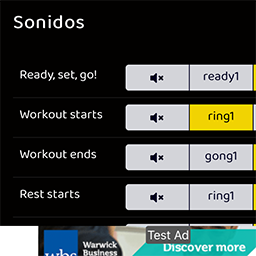 Sonidos
Ready, set, go! ready1
Workout starts ring1
Workout ends gong1
Rest starts ring1
Test Ad
wbs Warwick
Business
Discover more